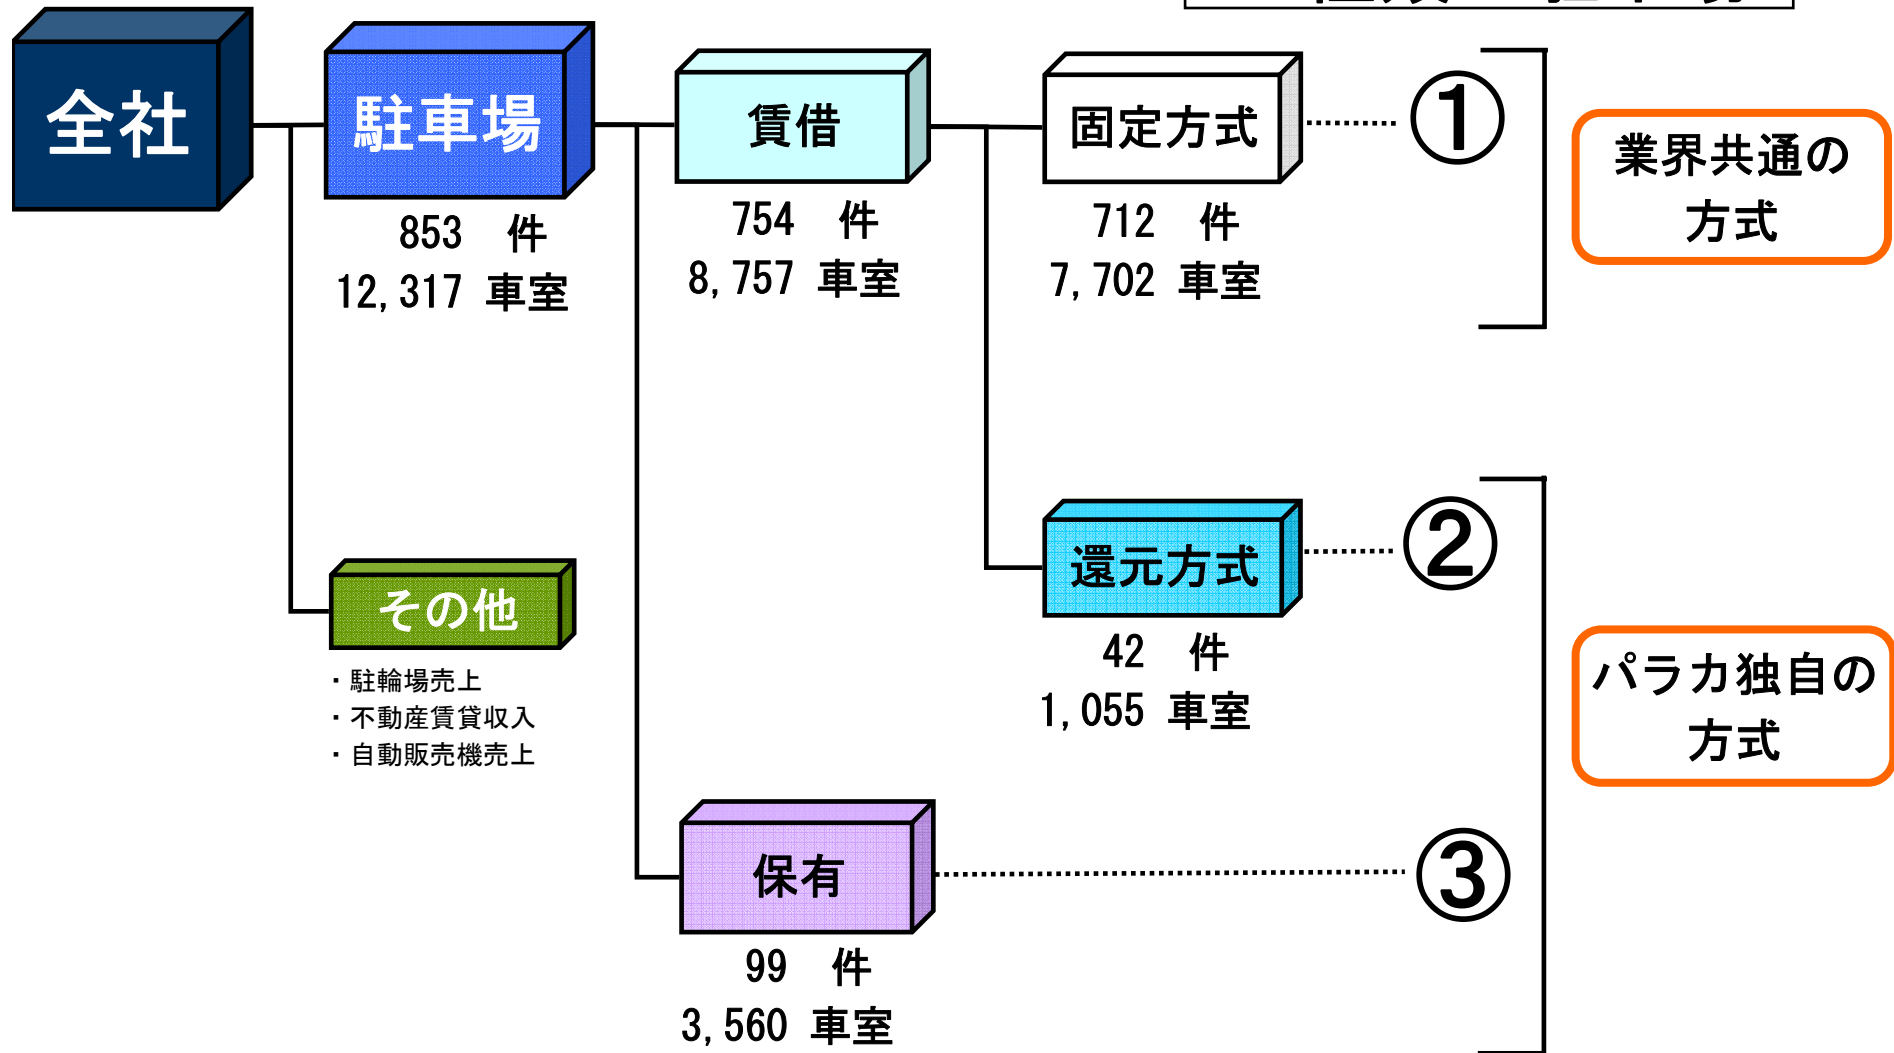 全社
駐車場
853 件
12,317 車室
賃借
754 件
8,757 車室
固定方式
712 件
7,702 車室
①
業界共通の
方式
その他
・駐輪場売上
・不動産賃貸収入
・自動販売機売上
還元方式
42 件
1,055 車室
②
パラカ独自の
方式
保有
99 件
3,560 車室
③